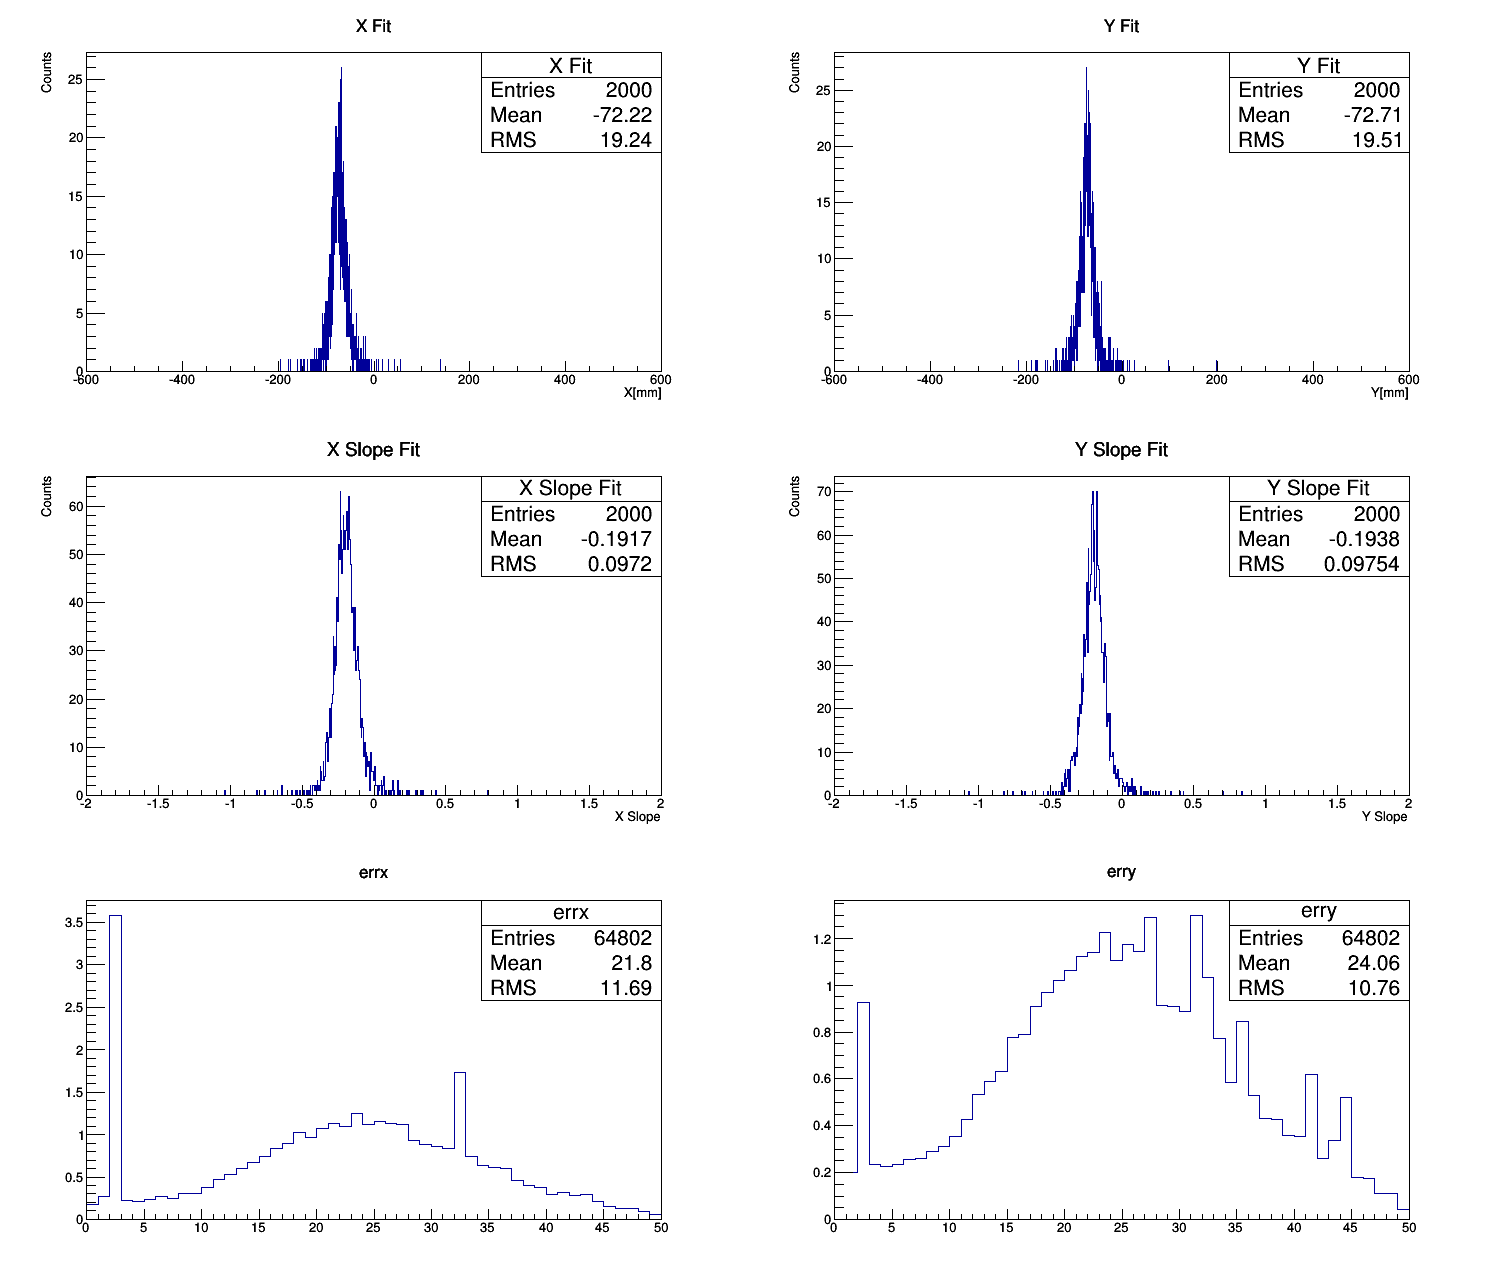 X Fit
Counts
X Fit
Entries 2000
Mean -72.22
RMS 19.24
25
20
15
10
5
0
-600 -400 -200 0 200 400 600
X[mm]
Y Fit
Counts
Y Fit
Entries 2000
Mean -72.71
RMS 19.51
25
20
15
10
5
0
-600 -400 -200 0 200 400 600
Y[mm]
X Slope Fit
Counts
X Slope Fit
Entries 2000
Mean -0.1917
RMS 0.0972
60
50
40
30
20
10
0
-2 -1.5 -1 -0.5 0 0.5 1 1.5 2
X Slope
Y Slope Fit
Counts
Y Slope Fit
Entries 2000
Mean -0.1938
RMS 0.09754
70
60
50
40
30
20
10
0
-2 -1.5 -1 -0.5 0 0.5 1 1.5 2
Y Slope
errx
errx
Entries 64802
Mean 21.8
RMS 11.69
3.5
3
2.5
2
1.5
1
0.5
0
0 5 10 15 20 25 30 35 40 45 50
erry
erry
Entries 64802
Mean 24.06
RMS 10.76
1.2
1
0.8
0.6
0.4
0.2
0
0 5 10 15 20 25 30 35 40 45 50